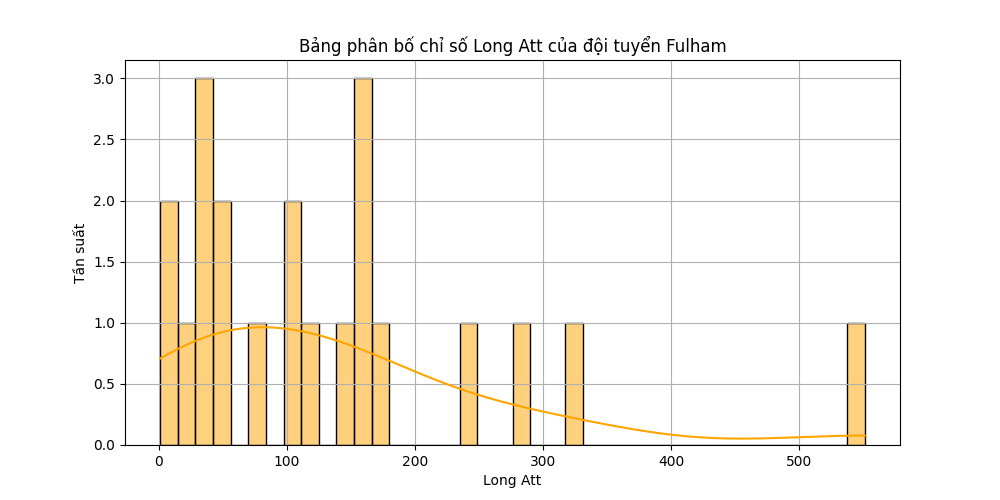 Bảng phân bố chỉ số Long Att của đội tuyển Fulham
Tần suất
3.0
2.5
2.0
1.5
1.0
0.5
0.0
0 100 200 300 400 500
Long Att